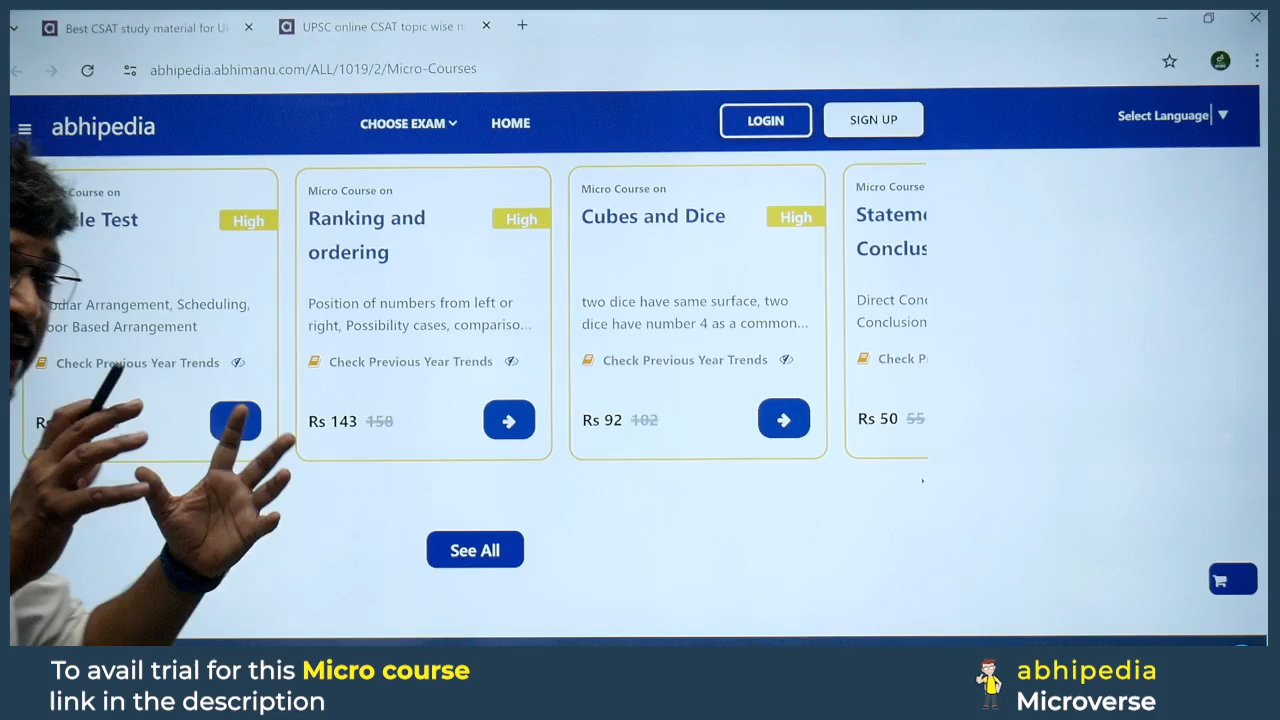 Best CSAT study material for U
UPSC online CSAT topic wise m
abhipedia.abhimanu.com/ALL/1019/2/Micro-Courses
abhipedia
CHOOSE EXAM
HOME
LOGIN
SIGN UP
Select Language
Course on
Test
High
Arrangement, Scheduling,
Based Arrangement
Check Previous Year Trends
Micro Course on
Ranking and
ordering
High
Position of numbers from left or
right, Possibility cases, compariso...
Check Previous Year Trends
Rs 143 158
Micro Course on
Cubes and Dice
High
two dice have same surface, two
dice have number 4 as a common...
Check Previous Year Trends
Rs 92 102
Micro Course
Statem
Conclus
Direct Con
Conclusion
Check P
Rs 50 55
See All
To avail trial for this Micro course
link in the description
abhipedia
Microverse